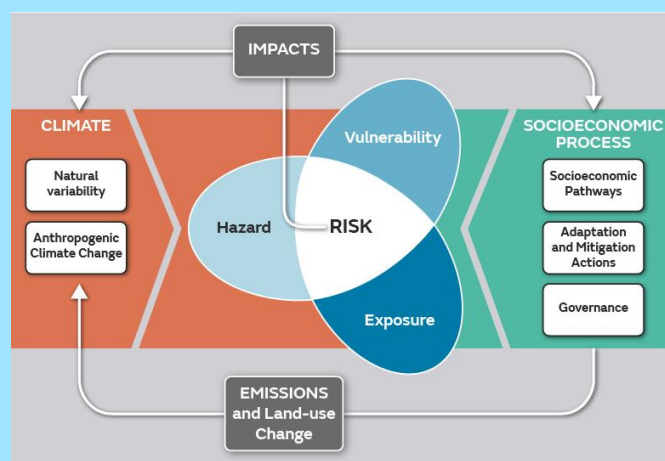 IMPACTS
CLIMATE
Natural
variability
Anthropogenic
Climate Change
Vulnerability
Hazard
RISK
Exposure
SOCIOECONOMIC
PROCESS
Socioeconomic
Pathways
Adaptation
and Mitigation
Actions
Governance
EMISSIONS
and Land-use
Change